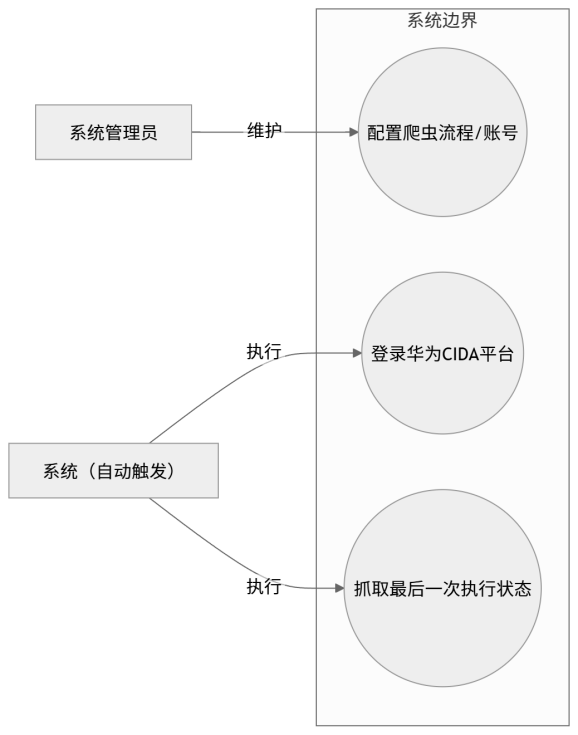 系统边界
系统管理员
维护
配置爬虫流程/账号
执行
登录华为CIDA平台
系统（自动触发）
执行
抓取最后一次执行状态